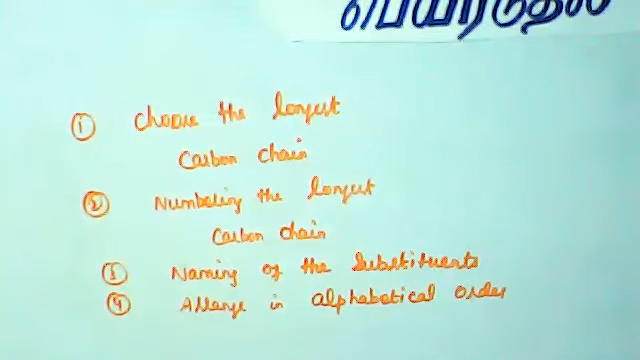 பெயரிடுதல்
① Choose the longest
Carbon Chain
② Numbering the longest
Carbon chain
③ Naming of the Substituents
④ Arrange in alphabetical order